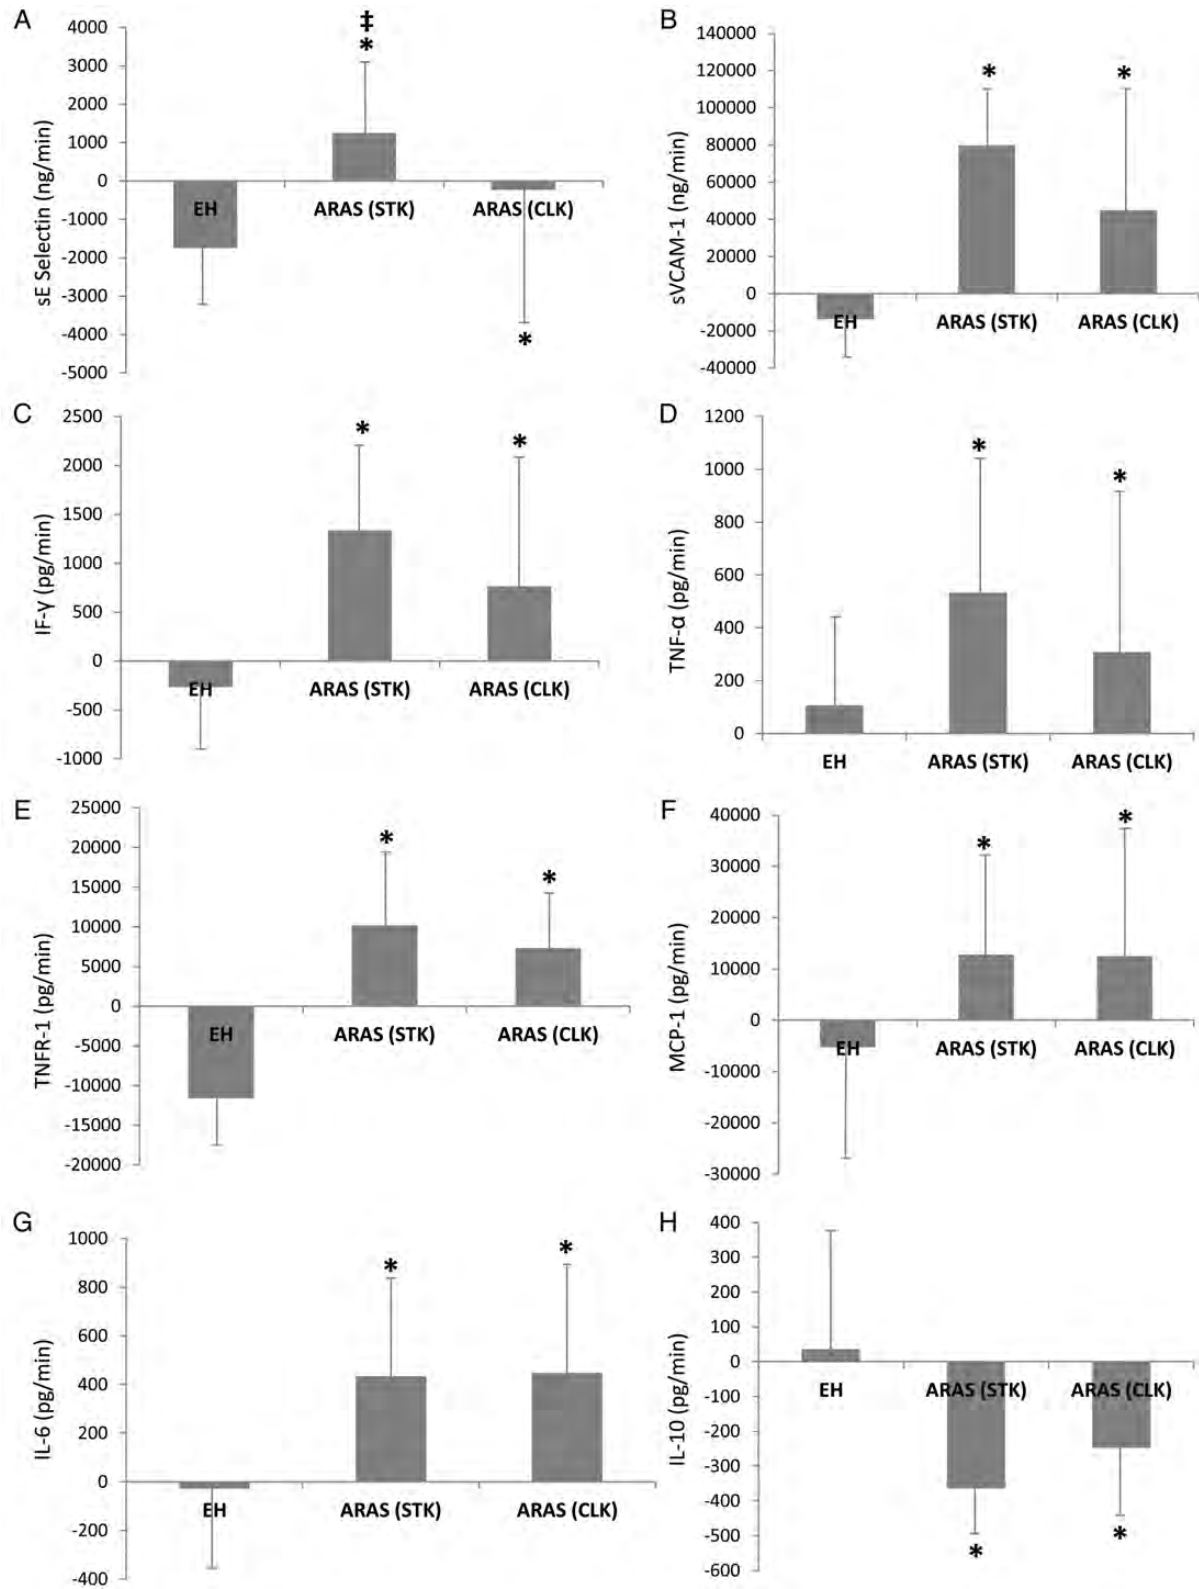 A
4000
3000
2000
1000
0
-1000
-2000
-3000
-4000
-5000
sE Selectin (ng/min)
‡
*
*
EH
ARAS (STK)
ARAS (CLK)
B
140000
120000
100000
80000
60000
40000
20000
0
-20000
-40000
sVCAM-1 (ng/min)
*
*
EH
ARAS (STK)
ARAS (CLK)
C
2500
2000
1500
1000
500
0
-500
-1000
IF-γ (pg/min)
*
*
EH
ARAS (STK)
ARAS (CLK)
D
1200
1000
800
600
400
200
0
TNF-α (pg/min)
*
*
EH
ARAS (STK)
ARAS (CLK)
E
25000
20000
15000
10000
5000
0
-5000
-10000
-15000
-20000
TNFR-1 (pg/min)
*
*
EH
ARAS (STK)
ARAS (CLK)
F
40000
30000
20000
10000
0
-10000
-20000
-30000
MCP-1 (pg/min)
*
*
EH
ARAS (STK)
ARAS (CLK)
G
1000
800
600
400
200
0
-200
-400
IL-6 (pg/min)
*
*
EH
ARAS (STK)
ARAS (CLK)
H
400
300
200
100
0
-100
-200
-300
-400
-500
-600
IL-10 (pg/min)
EH
ARAS (STK)
ARAS (CLK)
*
*